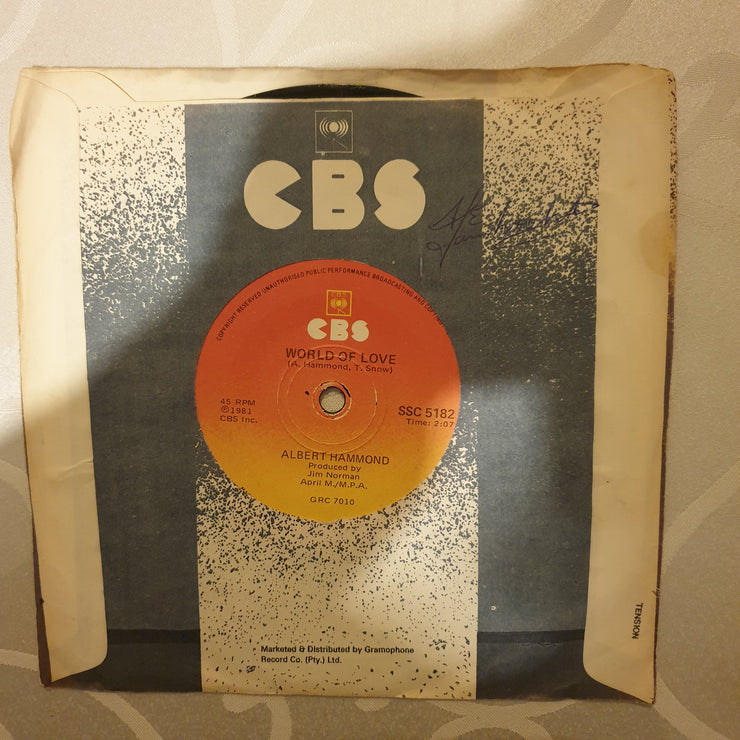 CBS
COPYRIGHT RESERVED UNAUTHORISED PUBLIC PERFORMANCE BROADCASTING AND COPYING
CBS
WORLD OF LOVE
(A. Hammond, T. Snow)
45 RPM
℗ 1981
CBS Inc.
SSC 5182
Time: 2:07
ALBERT HAMMOND
Produced by
Jim Norman
April M./M.P.A.
GRC 7010
TENSION
Marketed & Distributed by Gramophone
Record Co. (Pty.) Ltd.